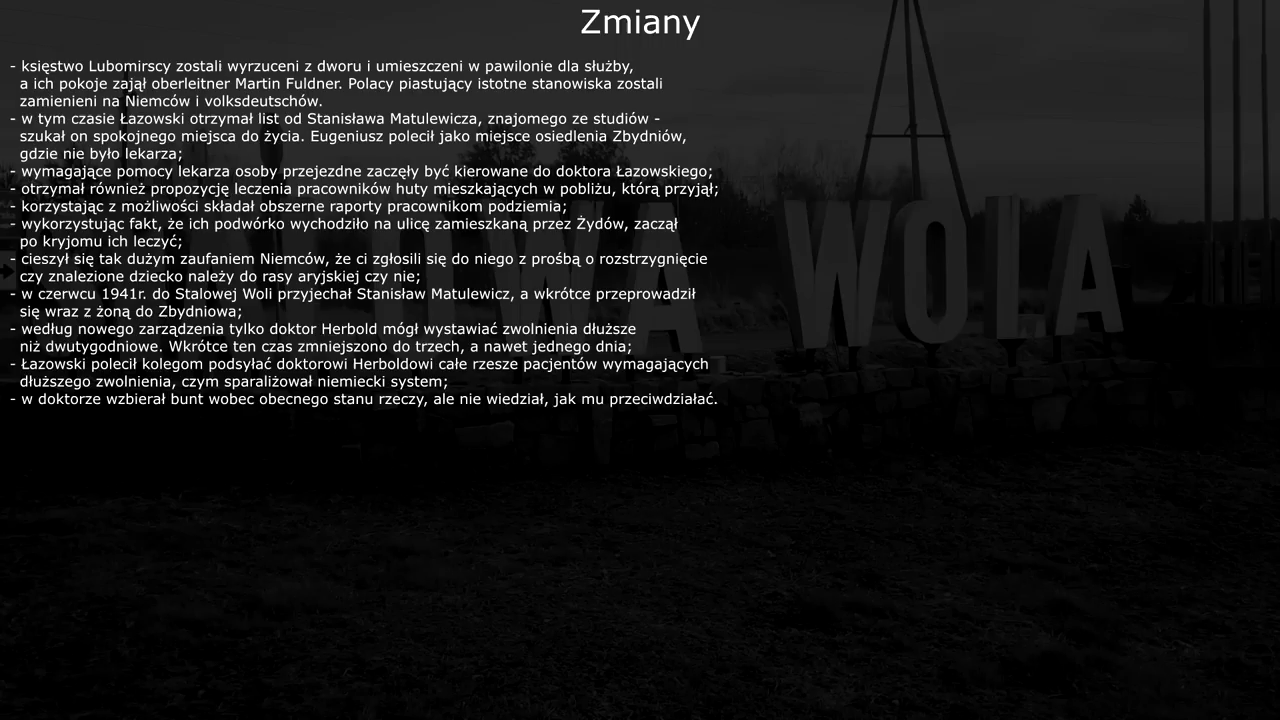 Zmiany
- księstwo Lubomirscy zostali wyrzuceni z dworu i umieszczeni w pawilonie dla służby,
a ich pokoje zajął oberleitner Martin Fuldner. Polacy piastujący istotne stanowiska zostali
zamienieni na Niemców i volksdeutschów.
- w tym czasie Łazowski otrzymał list od Stanisława Matulewicza, znajomego ze studiów -
szukał on spokojnego miejsca do życia. Eugeniusz polecił jako miejsce osiedlenia Zbydniów,
gdzie nie było lekarza;
- wymagające pomocy lekarza osoby przejezdne zaczęły być kierowane do doktora Łazowskiego;
- otrzymał również propozycję leczenia pracowników huty mieszkających w pobliżu, którą przyjął;
- korzystając z możliwości składał obszerne raporty pracownikom podziemia;
- wykorzystując fakt, że ich podwórko wychodziło na ulicę zamieszkaną przez Żydów, zaczął
po kryjomu ich leczyć;
- cieszył się tak dużym zaufaniem Niemców, że ci zgłosili się do niego z prośbą o rozstrzygnięcie
czy znalezione dziecko należy do rasy aryjskiej czy nie;
- w czerwcu 1941r. do Stalowej Woli przyjechał Stanisław Matulewicz, a wkrótce przeprowadził
się wraz z żoną do Zbydniowa;
- według nowego zarządzenia tylko doktor Herbold mógł wystawiać zwolnienia dłuższe
niż dwutygodniowe. Wkrótce ten czas zmniejszono do trzech, a nawet jednego dnia;
- Łazowski polecił kolegom podsyłać doktorowi Herboldowi całe rzesze pacjentów wymagających
dłuższego zwolnienia, czym sparaliżował niemiecki system;
- w doktorze wzbierał bunt wobec obecnego stanu rzeczy, ale nie wiedział, jak mu przeciwdziałać.
OWA WOLA